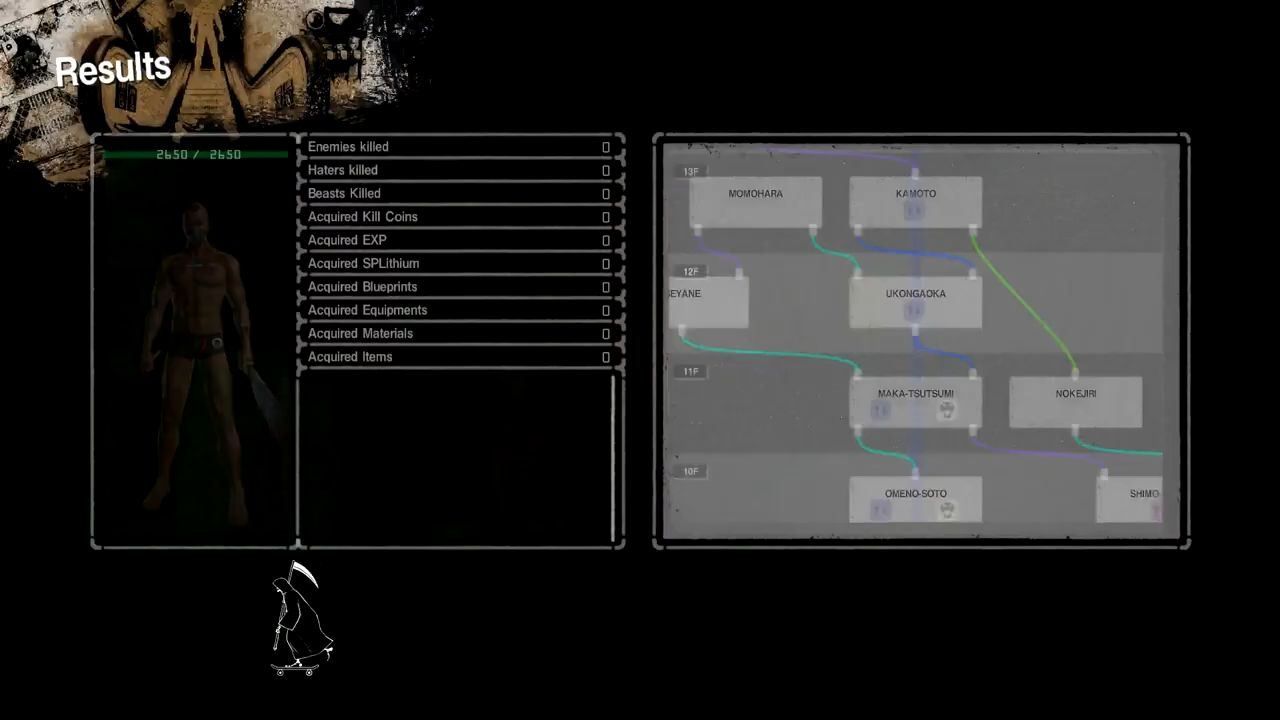 Results
2650 / 2650
Enemies killed 0
Haters killed 0
Beasts Killed 0
Acquired Kill Coins 0
Acquired EXP 0
Acquired SPLithium 0
Acquired Blueprints 0
Acquired Equipments 0
Acquired Materials 0
Acquired Items 0
13F
MOMOHARA
KAMOTO
12F
EYANE
UKONGAOKA
11F
MAKA-TSUTSUMI
NOKEJIRI
10F
OMENO-SOTO
SHIMO